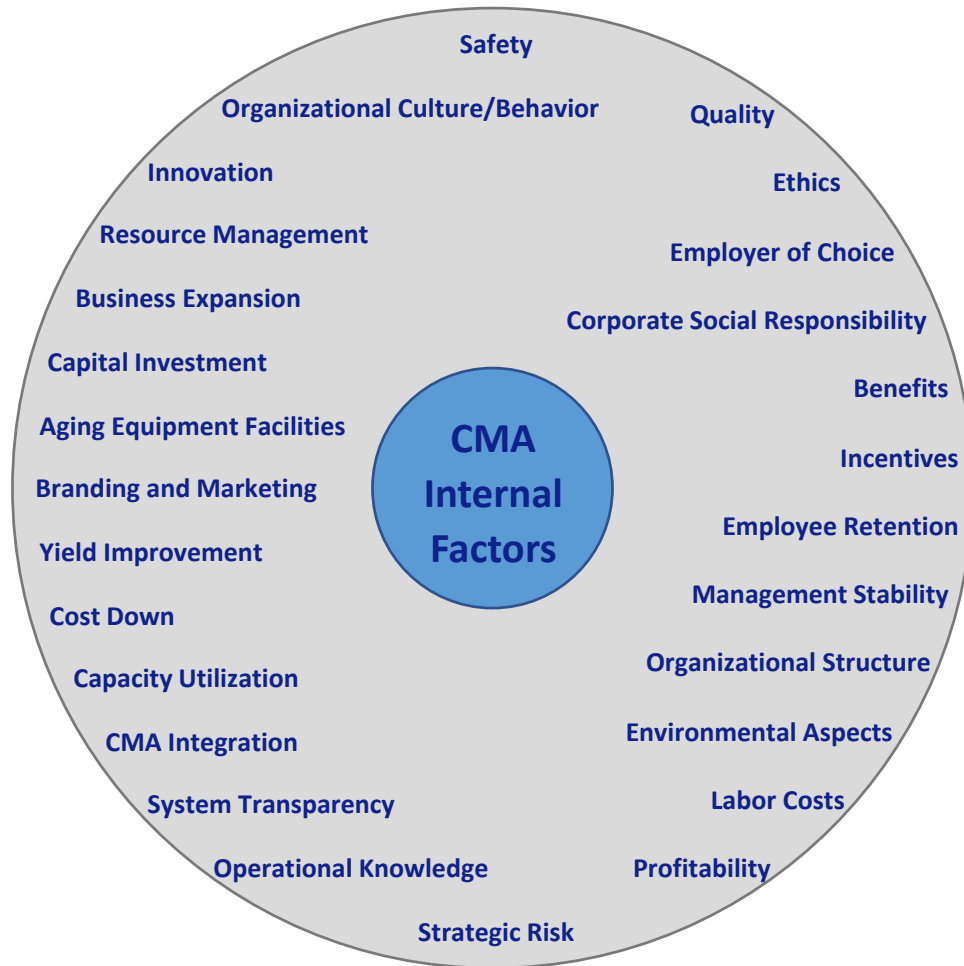 Safety
Organizational Culture/Behavior
Quality
Innovation
Ethics
Resource Management
Employer of Choice
Business Expansion
Corporate Social Responsibility
Capital Investment
Benefits
Aging Equipment Facilities
CMA
Internal
Factors
Incentives
Branding and Marketing
Employee Retention
Yield Improvement
Management Stability
Cost Down
Organizational Structure
Capacity Utilization
Environmental Aspects
CMA Integration
Labor Costs
System Transparency
Profitability
Operational Knowledge
Strategic Risk